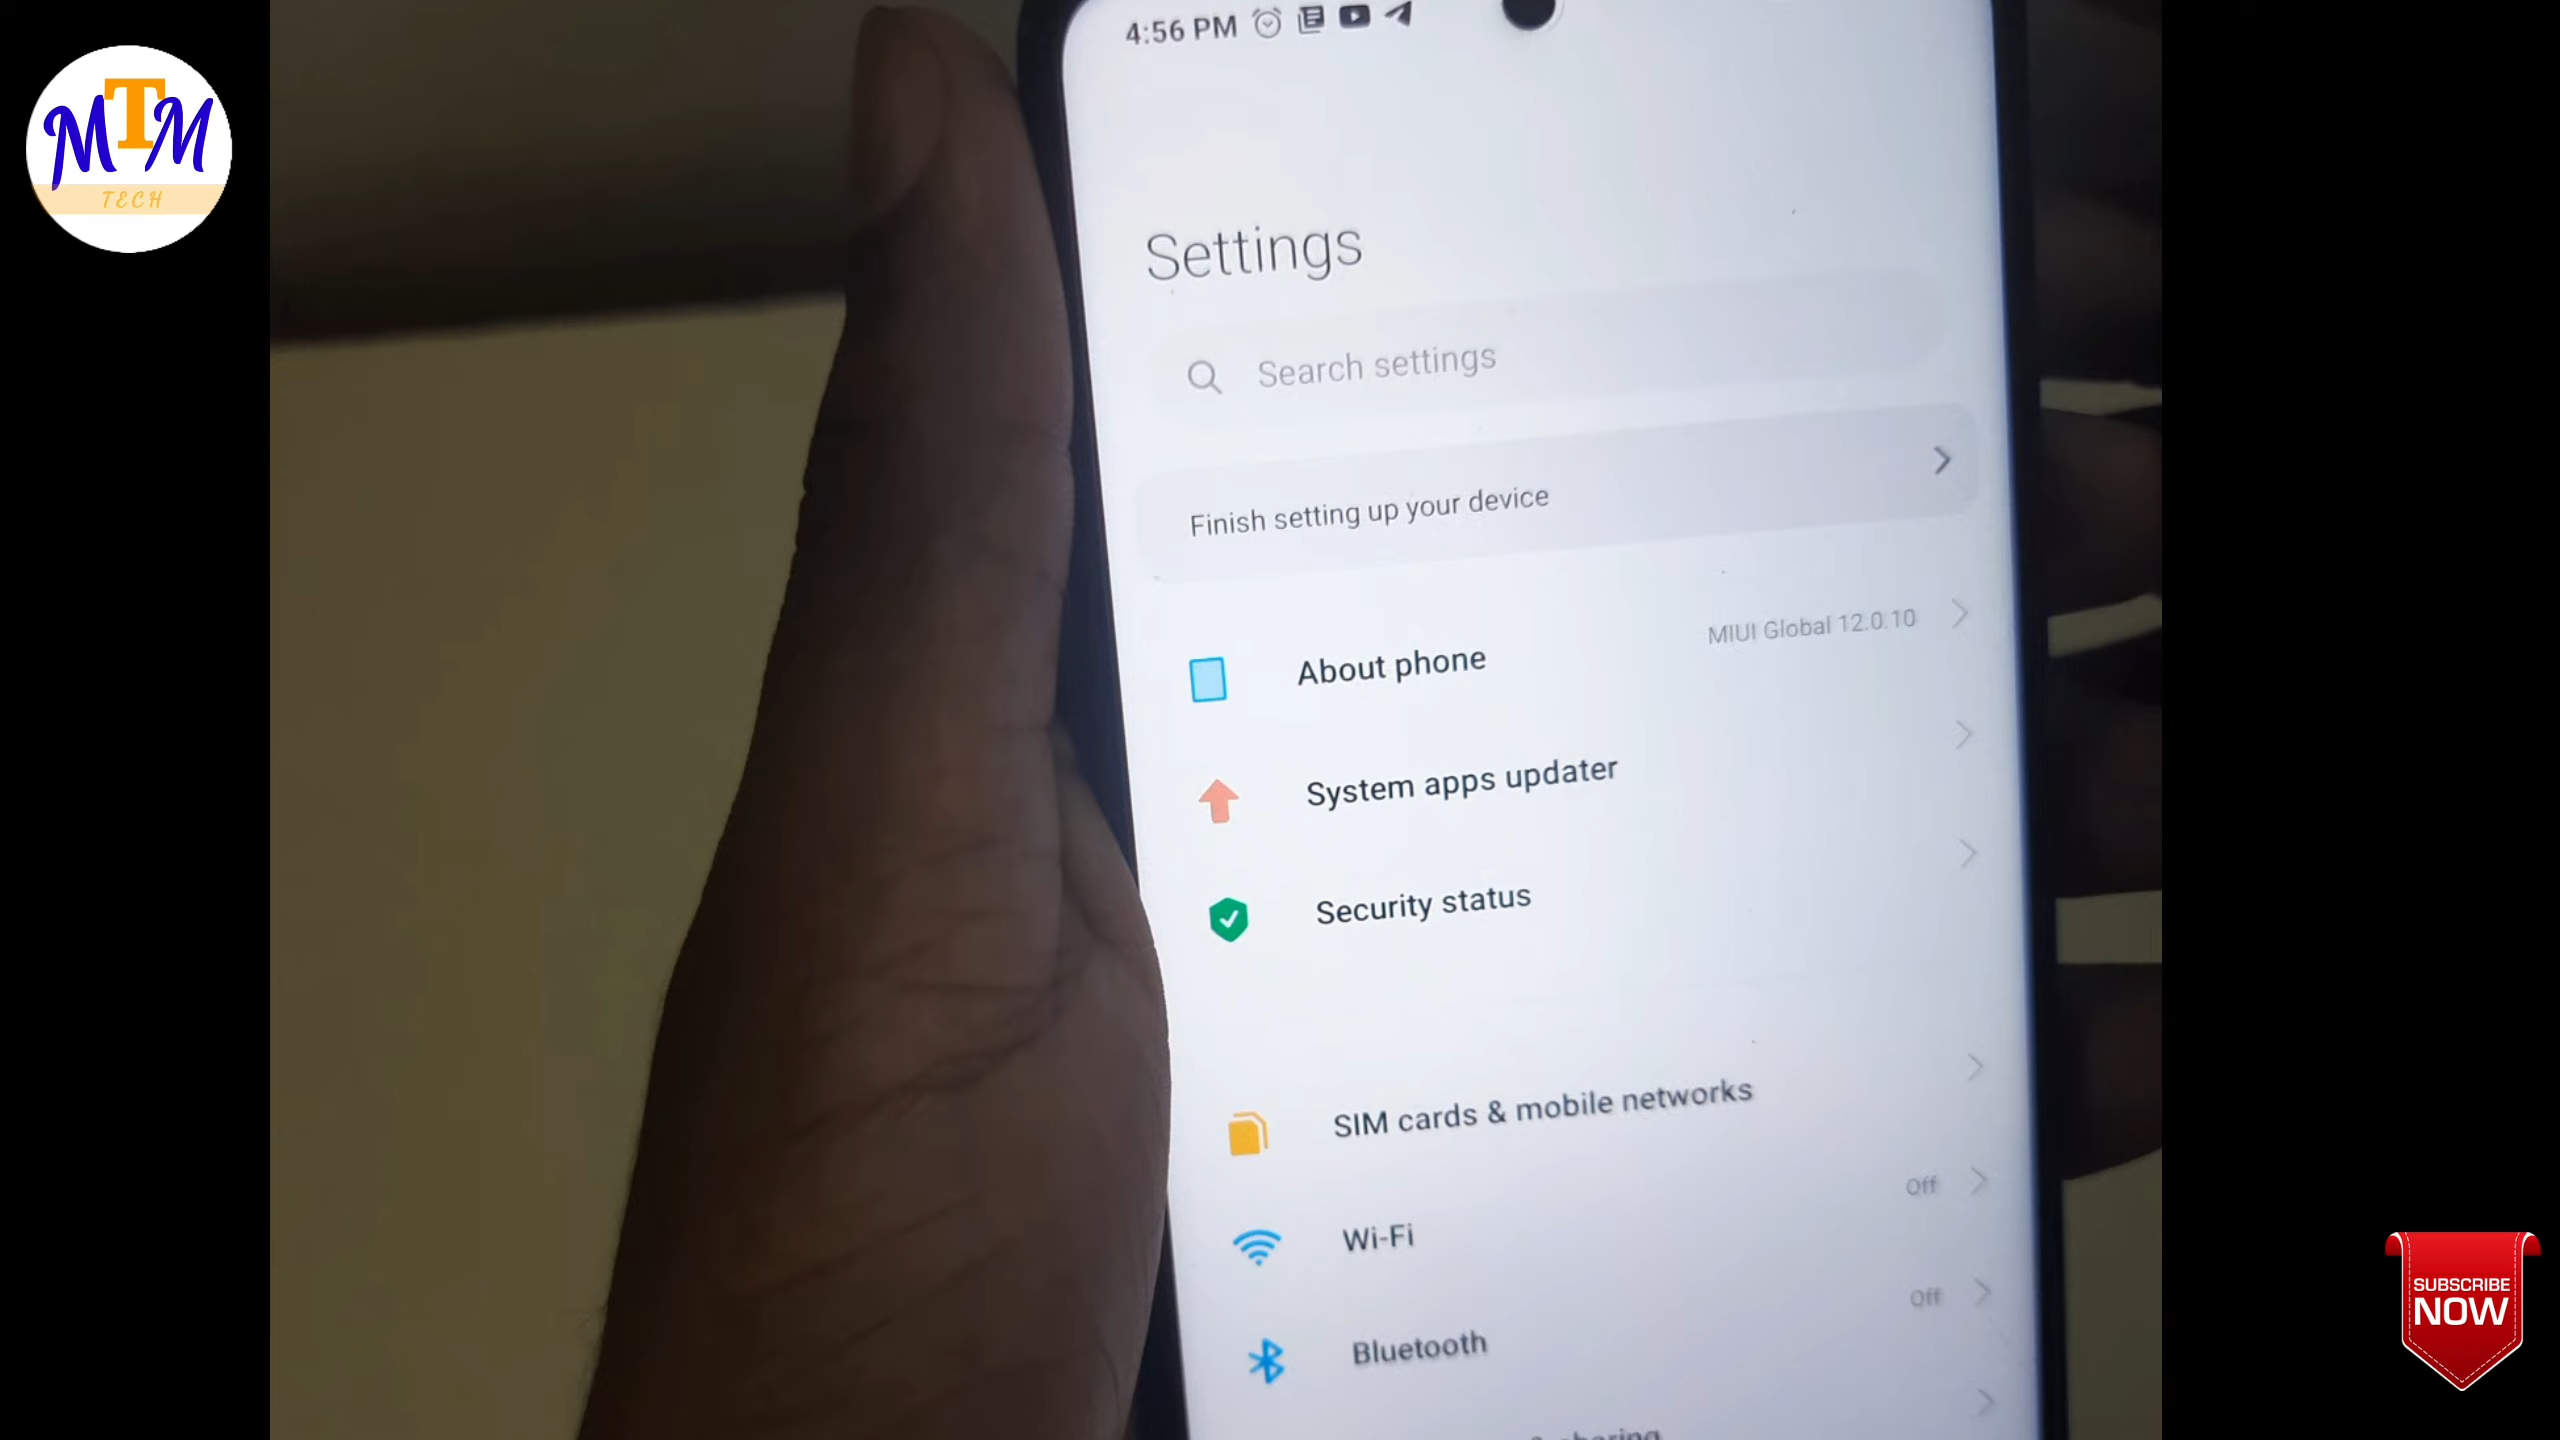 MTM
TECH
4:56 PM
Settings
Search settings
Finish setting up your device
About phone
MIUI Global 12.0.10
System apps updater
Security status
SIM cards & mobile networks
Wi-Fi
Off
Bluetooth
Off
SUBSCRIBE
NOW